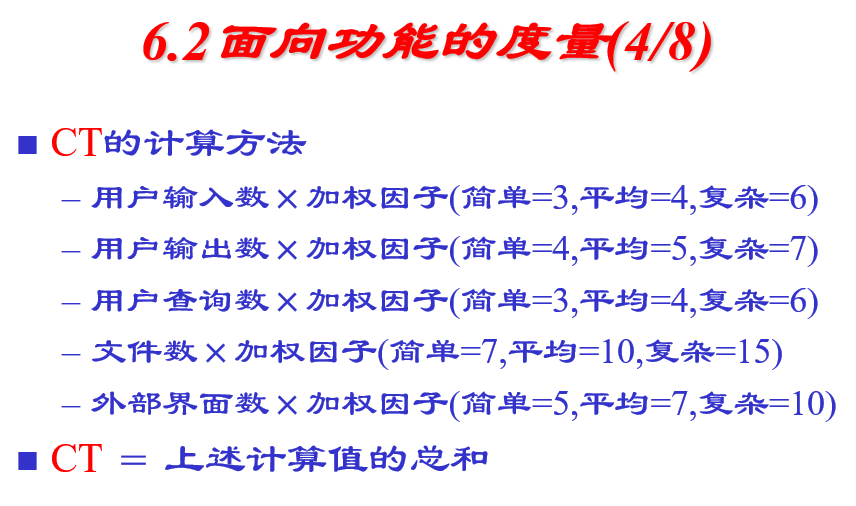 6.2面向功能的度量(4/8)
■ CT的计算方法
– 用户输入数×加权因子(简单=3,平均=4,复杂=6)
– 用户输出数×加权因子(简单=4,平均=5,复杂=7)
– 用户查询数×加权因子(简单=3,平均=4,复杂=6)
– 文件数×加权因子(简单=7,平均=10,复杂=15)
– 外部界面数×加权因子(简单=5,平均=7,复杂=10)
■ CT = 上述计算值的总和